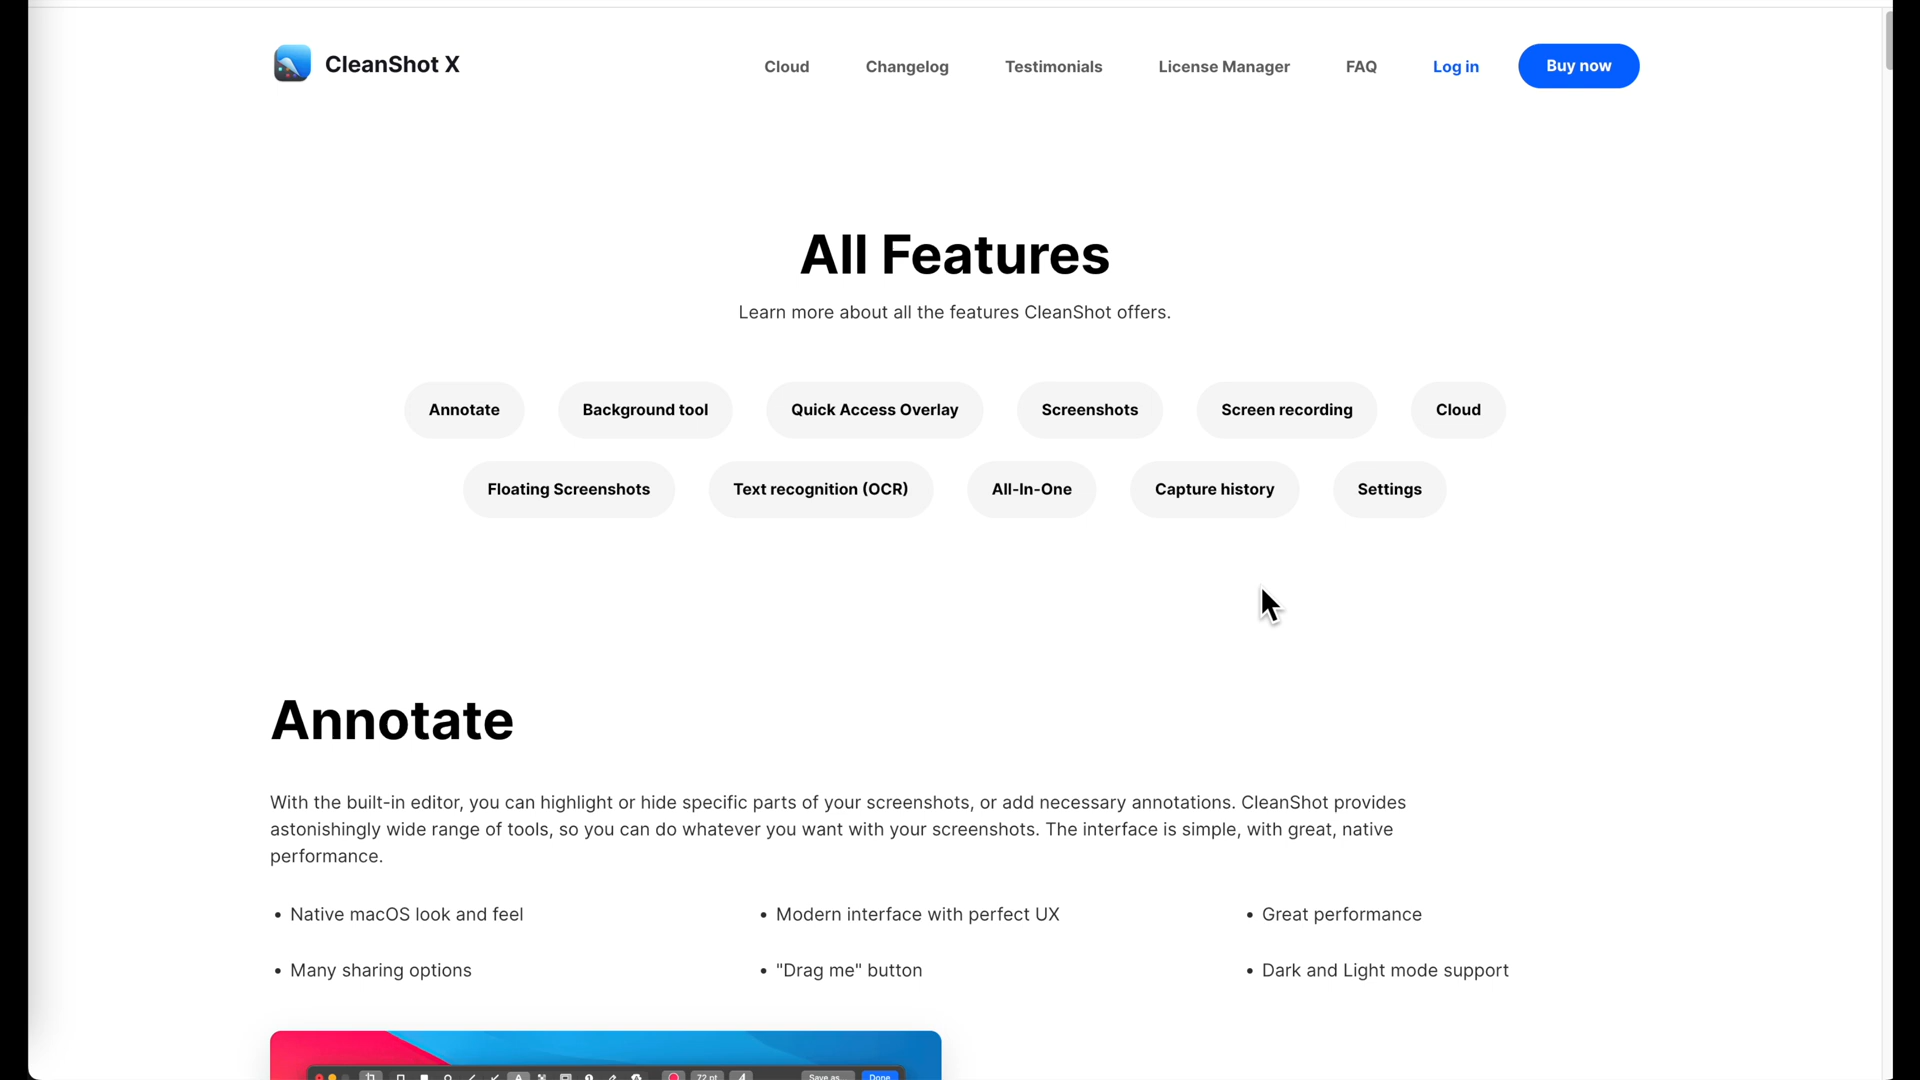 CleanShot X
Cloud Changelog Testimonials License Manager FAQ Log in Buy now
All Features
Learn more about all the features CleanShot offers.
Annotate Background tool Quick Access Overlay Screenshots Screen recording Cloud
Floating Screenshots Text recognition (OCR) All-In-One Capture history Settings
Annotate
With the built-in editor, you can highlight or hide specific parts of your screenshots, or add necessary annotations. CleanShot provides
astonishingly wide range of tools, so you can do whatever you want with your screenshots. The interface is simple, with great, native
performance.
• Native macOS look and feel • Modern interface with perfect UX • Great performance
• Many sharing options • "Drag me" button • Dark and Light mode support
72 pt Save as... Done